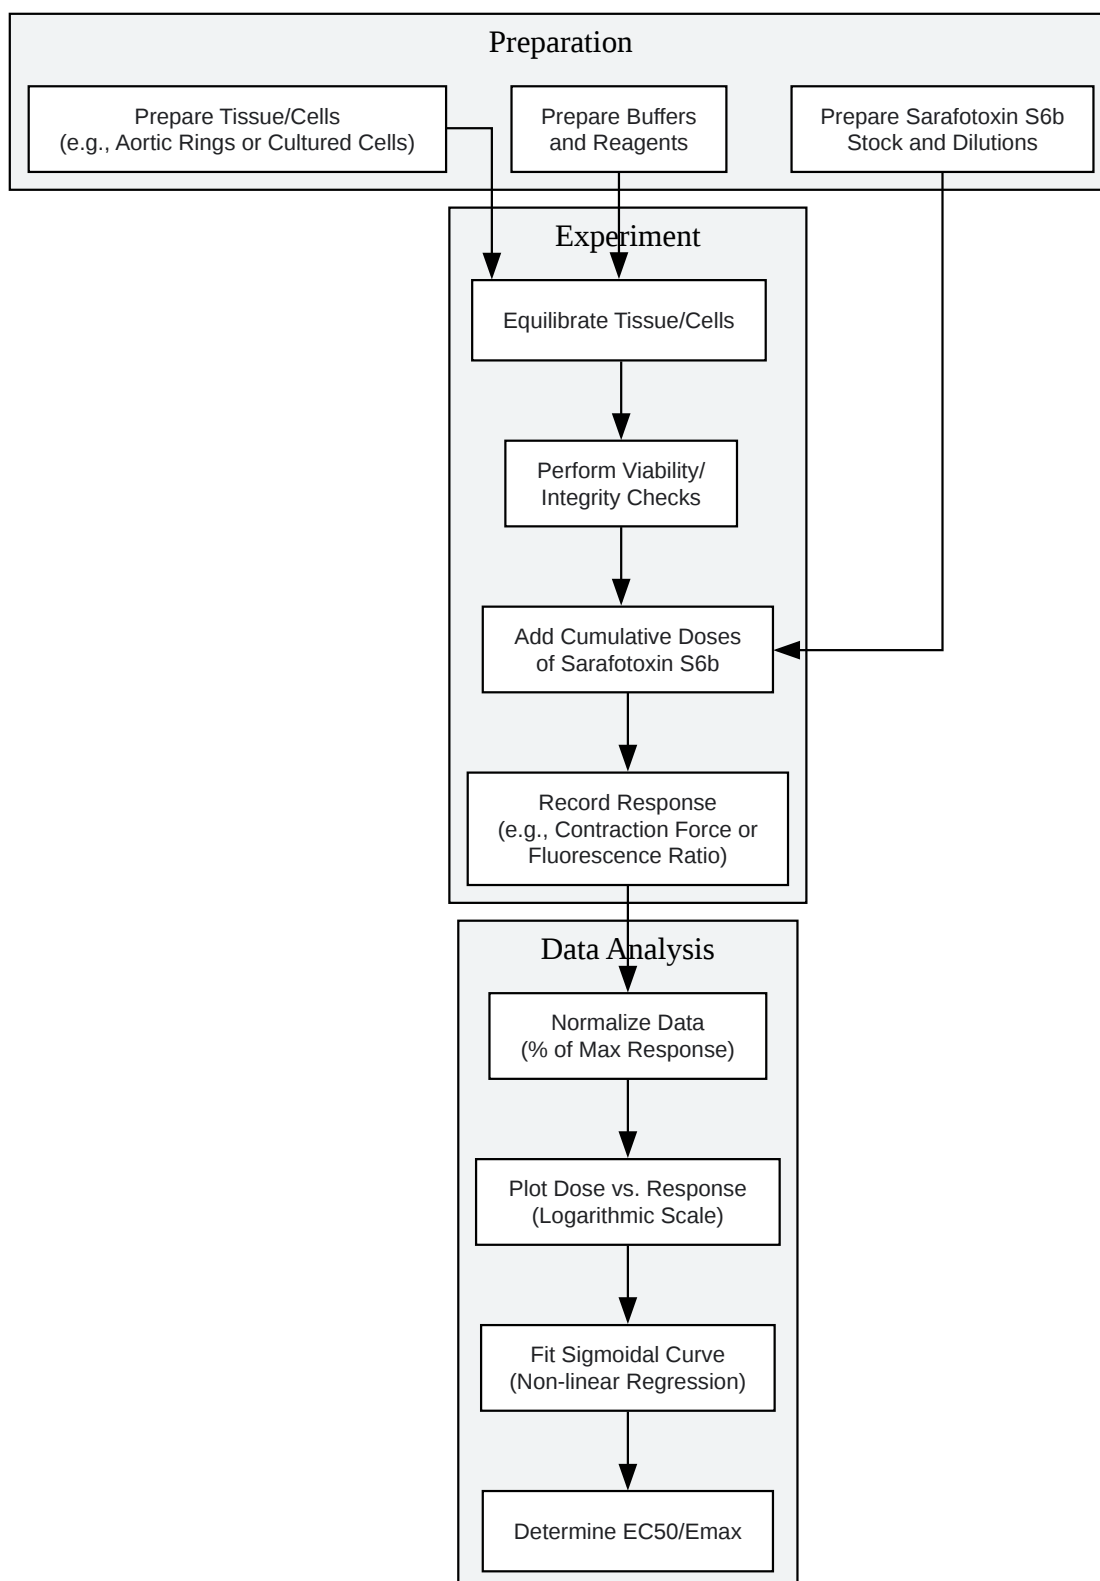 Preparation
Prepare Tissue/Cells
(e.g., Aortic Rings or Cultured Cells)
Prepare Buffers
and Reagents
Prepare Sarafotoxin S6b
Stock and Dilutions
Experiment
Equilibrate Tissue/Cells
Perform Viability/
Integrity Checks
Add Cumulative Doses
of Sarafotoxin S6b
Record Response
(e.g., Contraction Force or
Fluorescence Ratio)
Data Analysis
Normalize Data
(% of Max Response)
Plot Dose vs. Response
(Logarithmic Scale)
Fit Sigmoidal Curve
(Non-linear Regression)
Determine EC50/Emax